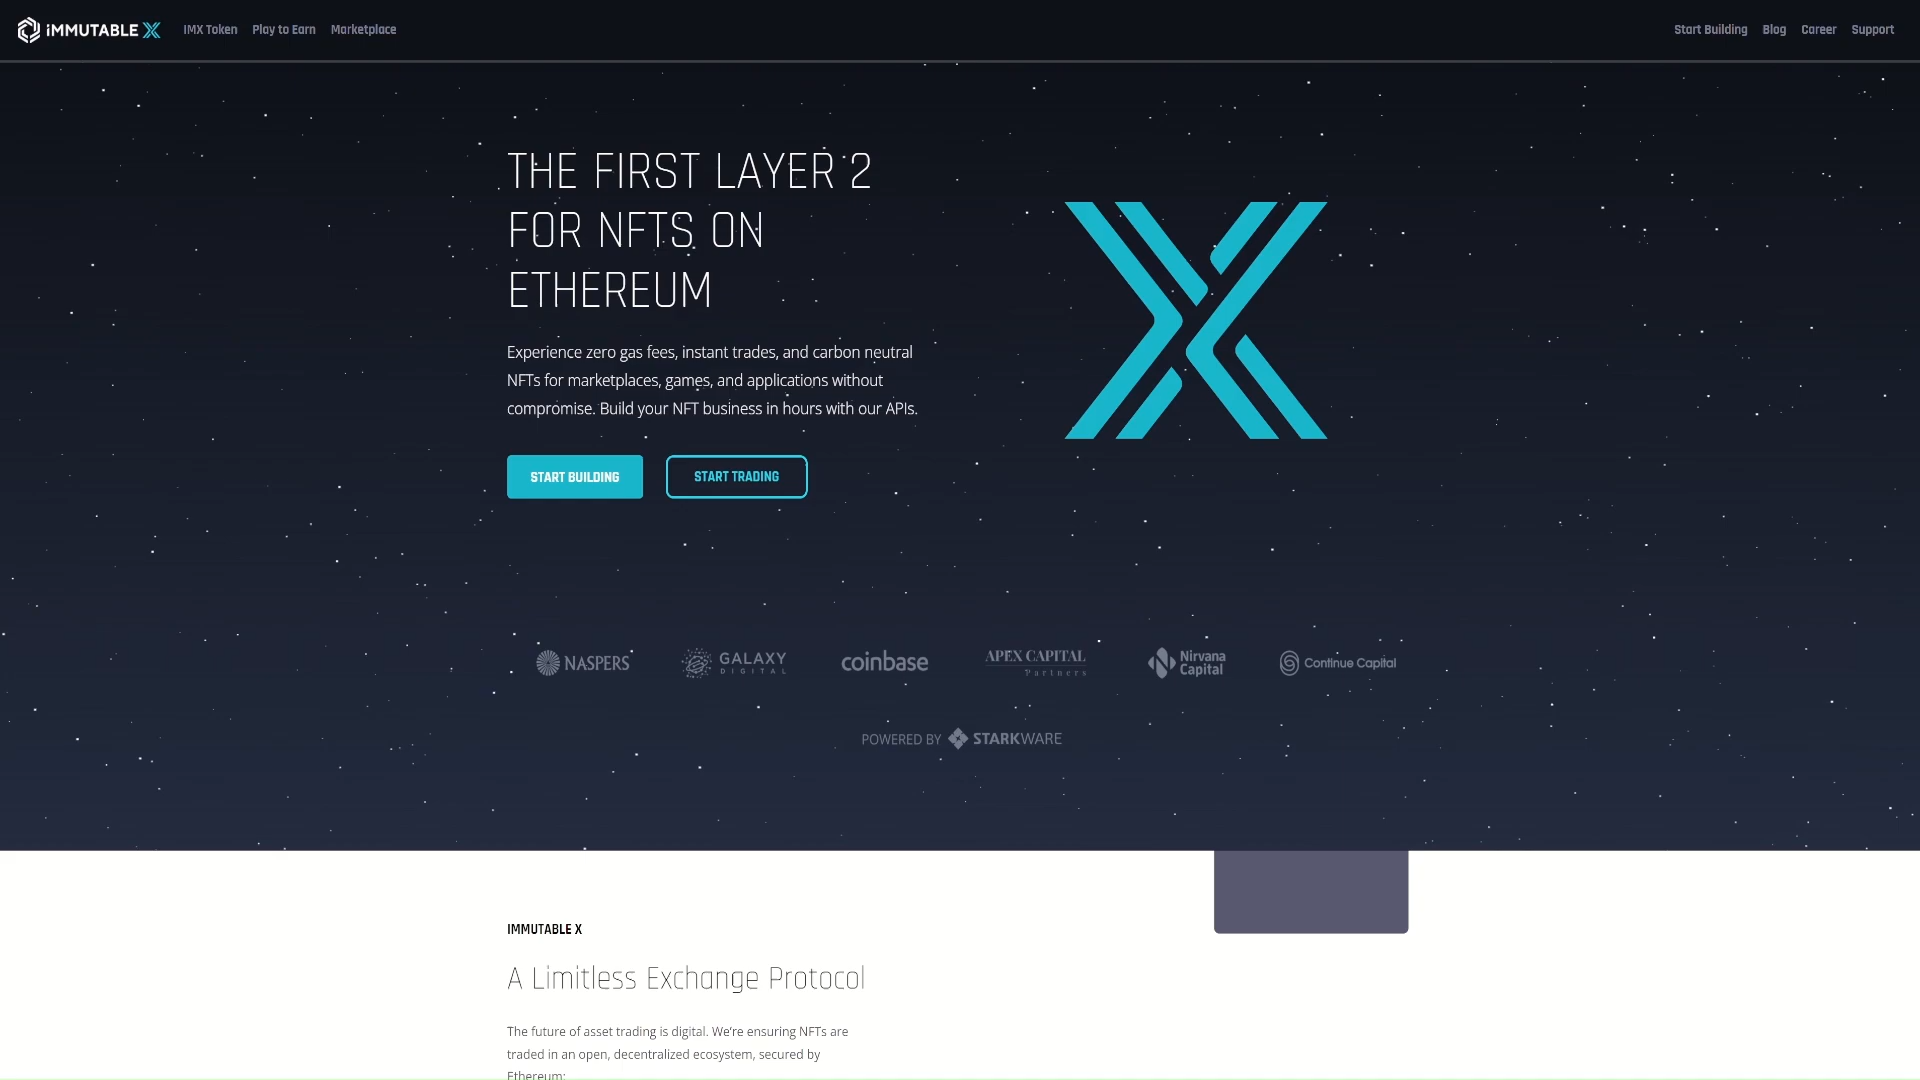 iMMUTABLE X
IMX Token
Play to Earn
Marketplace
Start Building
Blog
Career
Support
THE FIRST LAYER 2
FOR NFTS ON
ETHEREUM
Experience zero gas fees, instant trades, and carbon neutral
NFTs for marketplaces, games, and applications without
compromise. Build your NFT business in hours with our APIs.
START BUILDING
START TRADING
NASPERS
GALAXY
DIGITAL
coinbase
APEX CAPITAL
Partners
Nirvana
Capital
Continue Capital
POWERED BY STARKWARE
IMMUTABLE X
A Limitless Exchange Protocol
The future of asset trading is digital. We're ensuring NFTs are
traded in an open, decentralized ecosystem, secured by
Ethereum: